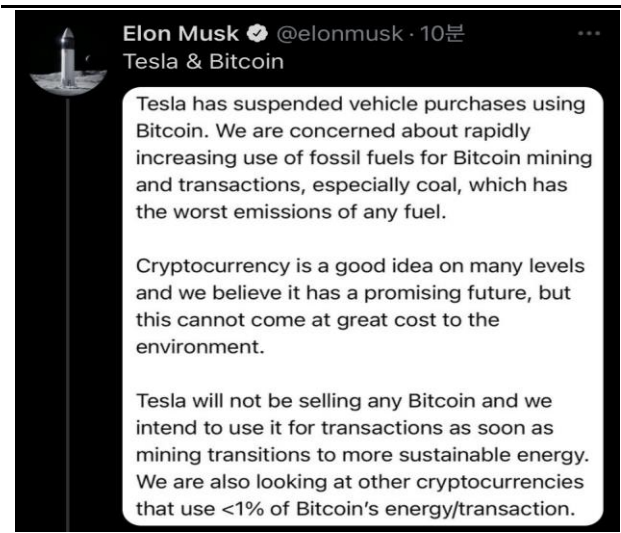 Elon Musk @elonmusk · 10분
Tesla & Bitcoin
Tesla has suspended vehicle purchases using
Bitcoin. We are concerned about rapidly
increasing use of fossil fuels for Bitcoin mining
and transactions, especially coal, which has
the worst emissions of any fuel.
Cryptocurrency is a good idea on many levels
and we believe it has a promising future, but
this cannot come at great cost to the
environment.
Tesla will not be selling any Bitcoin and we
intend to use it for transactions as soon as
mining transitions to more sustainable energy.
We are also looking at other cryptocurrencies
that use <1% of Bitcoin's energy/transaction.